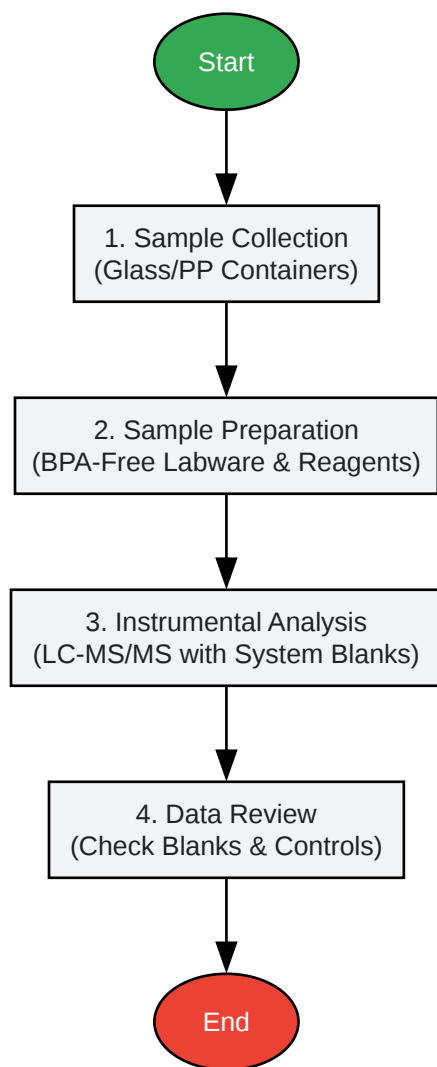 Start
1. Sample Collection
(Glass/PP Containers)
2. Sample Preparation
(BPA-Free Labware & Reagents)
3. Instrumental Analysis
(LC-MS/MS with System Blanks)
4. Data Review
(Check Blanks & Controls)
End